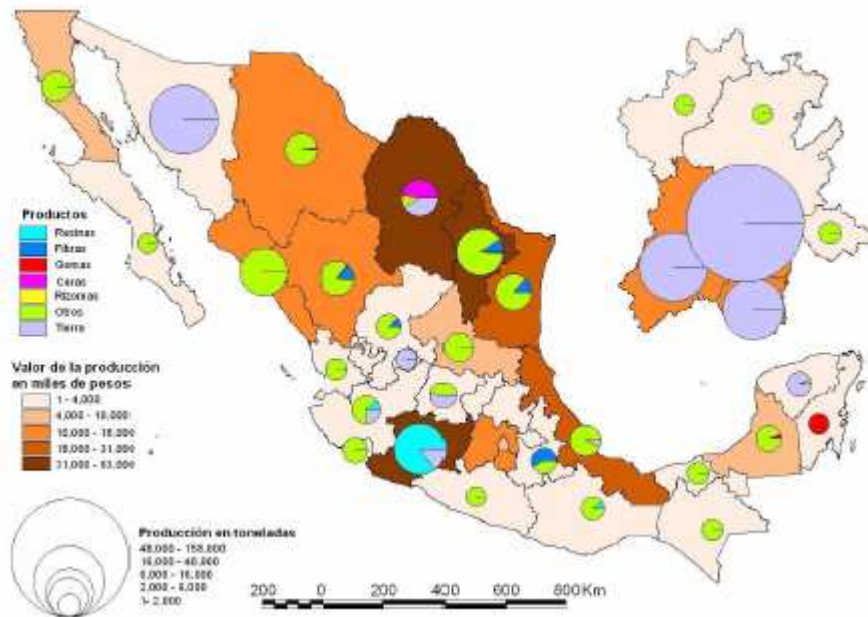 Productos
Resinas
Fibras
Gomas
Ceras
Rizomas
Otros
Tierra
Valor de la producción
en miles de pesos
1 - 4,000
4,000 - 10,000
10,000 - 18,000
18,000 - 31,000
31,000 - 63,000
Producción en toneladas
48,000 - 158,000
16,000 - 48,000
6,000 - 16,000
2,000 - 6,000
1- 2,000
200 0 200 400 600 800 Km